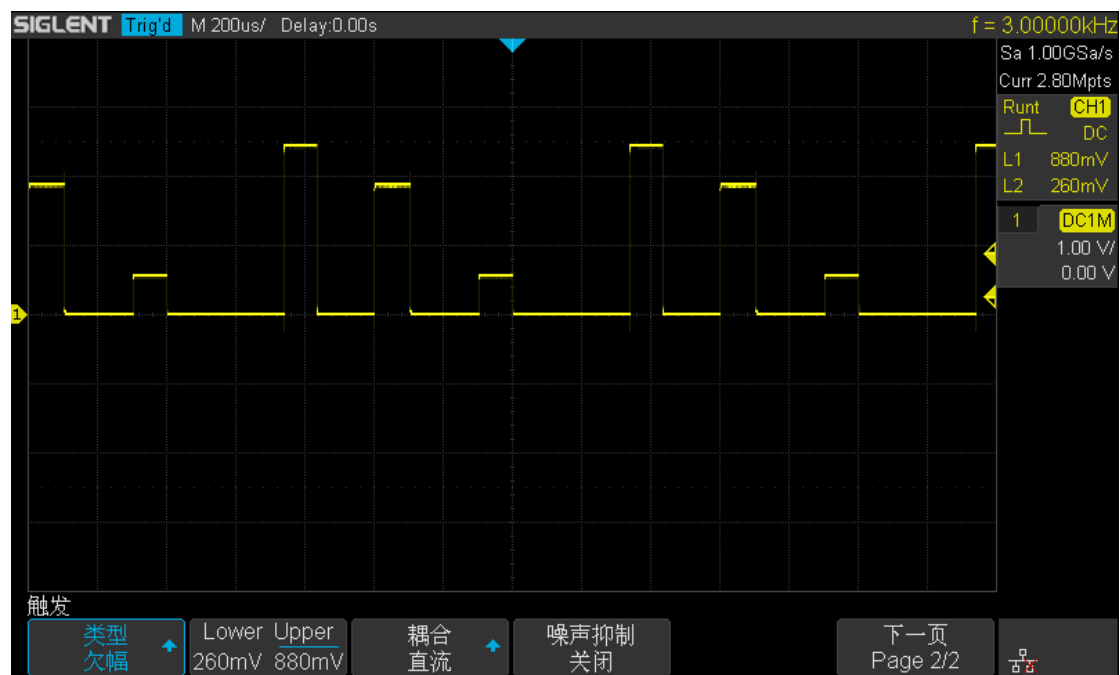 SIGLENT Trig'd M 200us/ Delay:0.00s f = 3.00000kHz
Sa 1.00GSa/s
Curr 2.80Mpts
Runt CH1
DC
L1 880mV
L2 260mV
1 DC1M
1.00 V/
0.00 V
1
触发
类型
欠幅
Lower Upper
260mV 880mV
耦合
直流
噪声抑制
关闭
下一页
Page 2/2